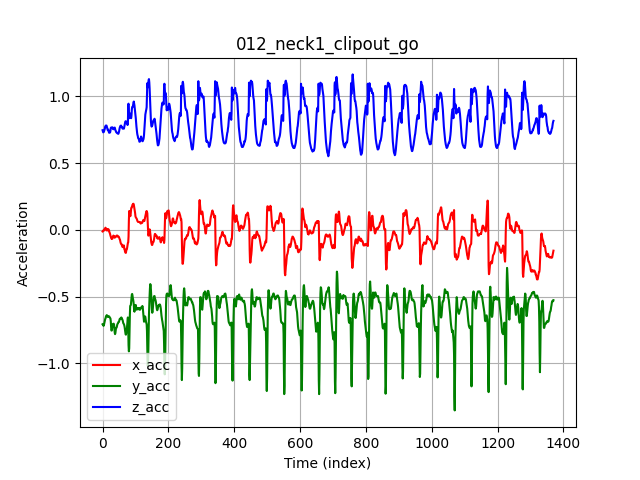 012_neck1_clipout_go
Acceleration
1.0
0.5
0.0
−0.5
−1.0
x_acc
y_acc
z_acc
0 200 400 600 800 1000 1200 1400
Time (index)